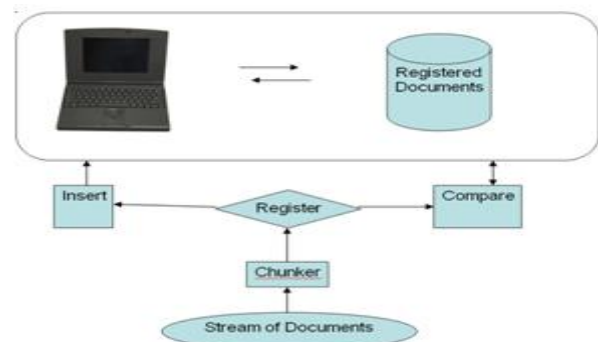 Registered
Documents
Insert
Register
Compare
Chunker
Stream of Documents